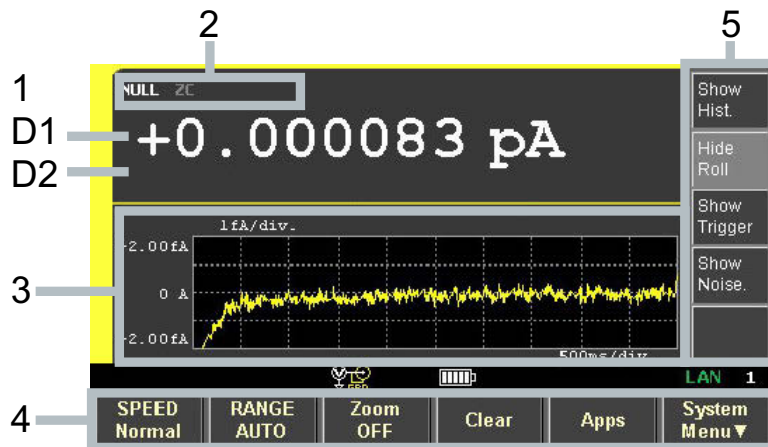 2
5
1
NULL ZC
D1
+0.000083 pA
D2
Show
Hist.
Hide
Roll
Show
Trigger
Show
Noise.
3
1fA/div.
2.00fA
0 A
2.00fA
500ms/div
LAN 1
4
SPEED
Normal
RANGE
AUTO
Zoom
OFF
Clear
Apps
System
Menu▼